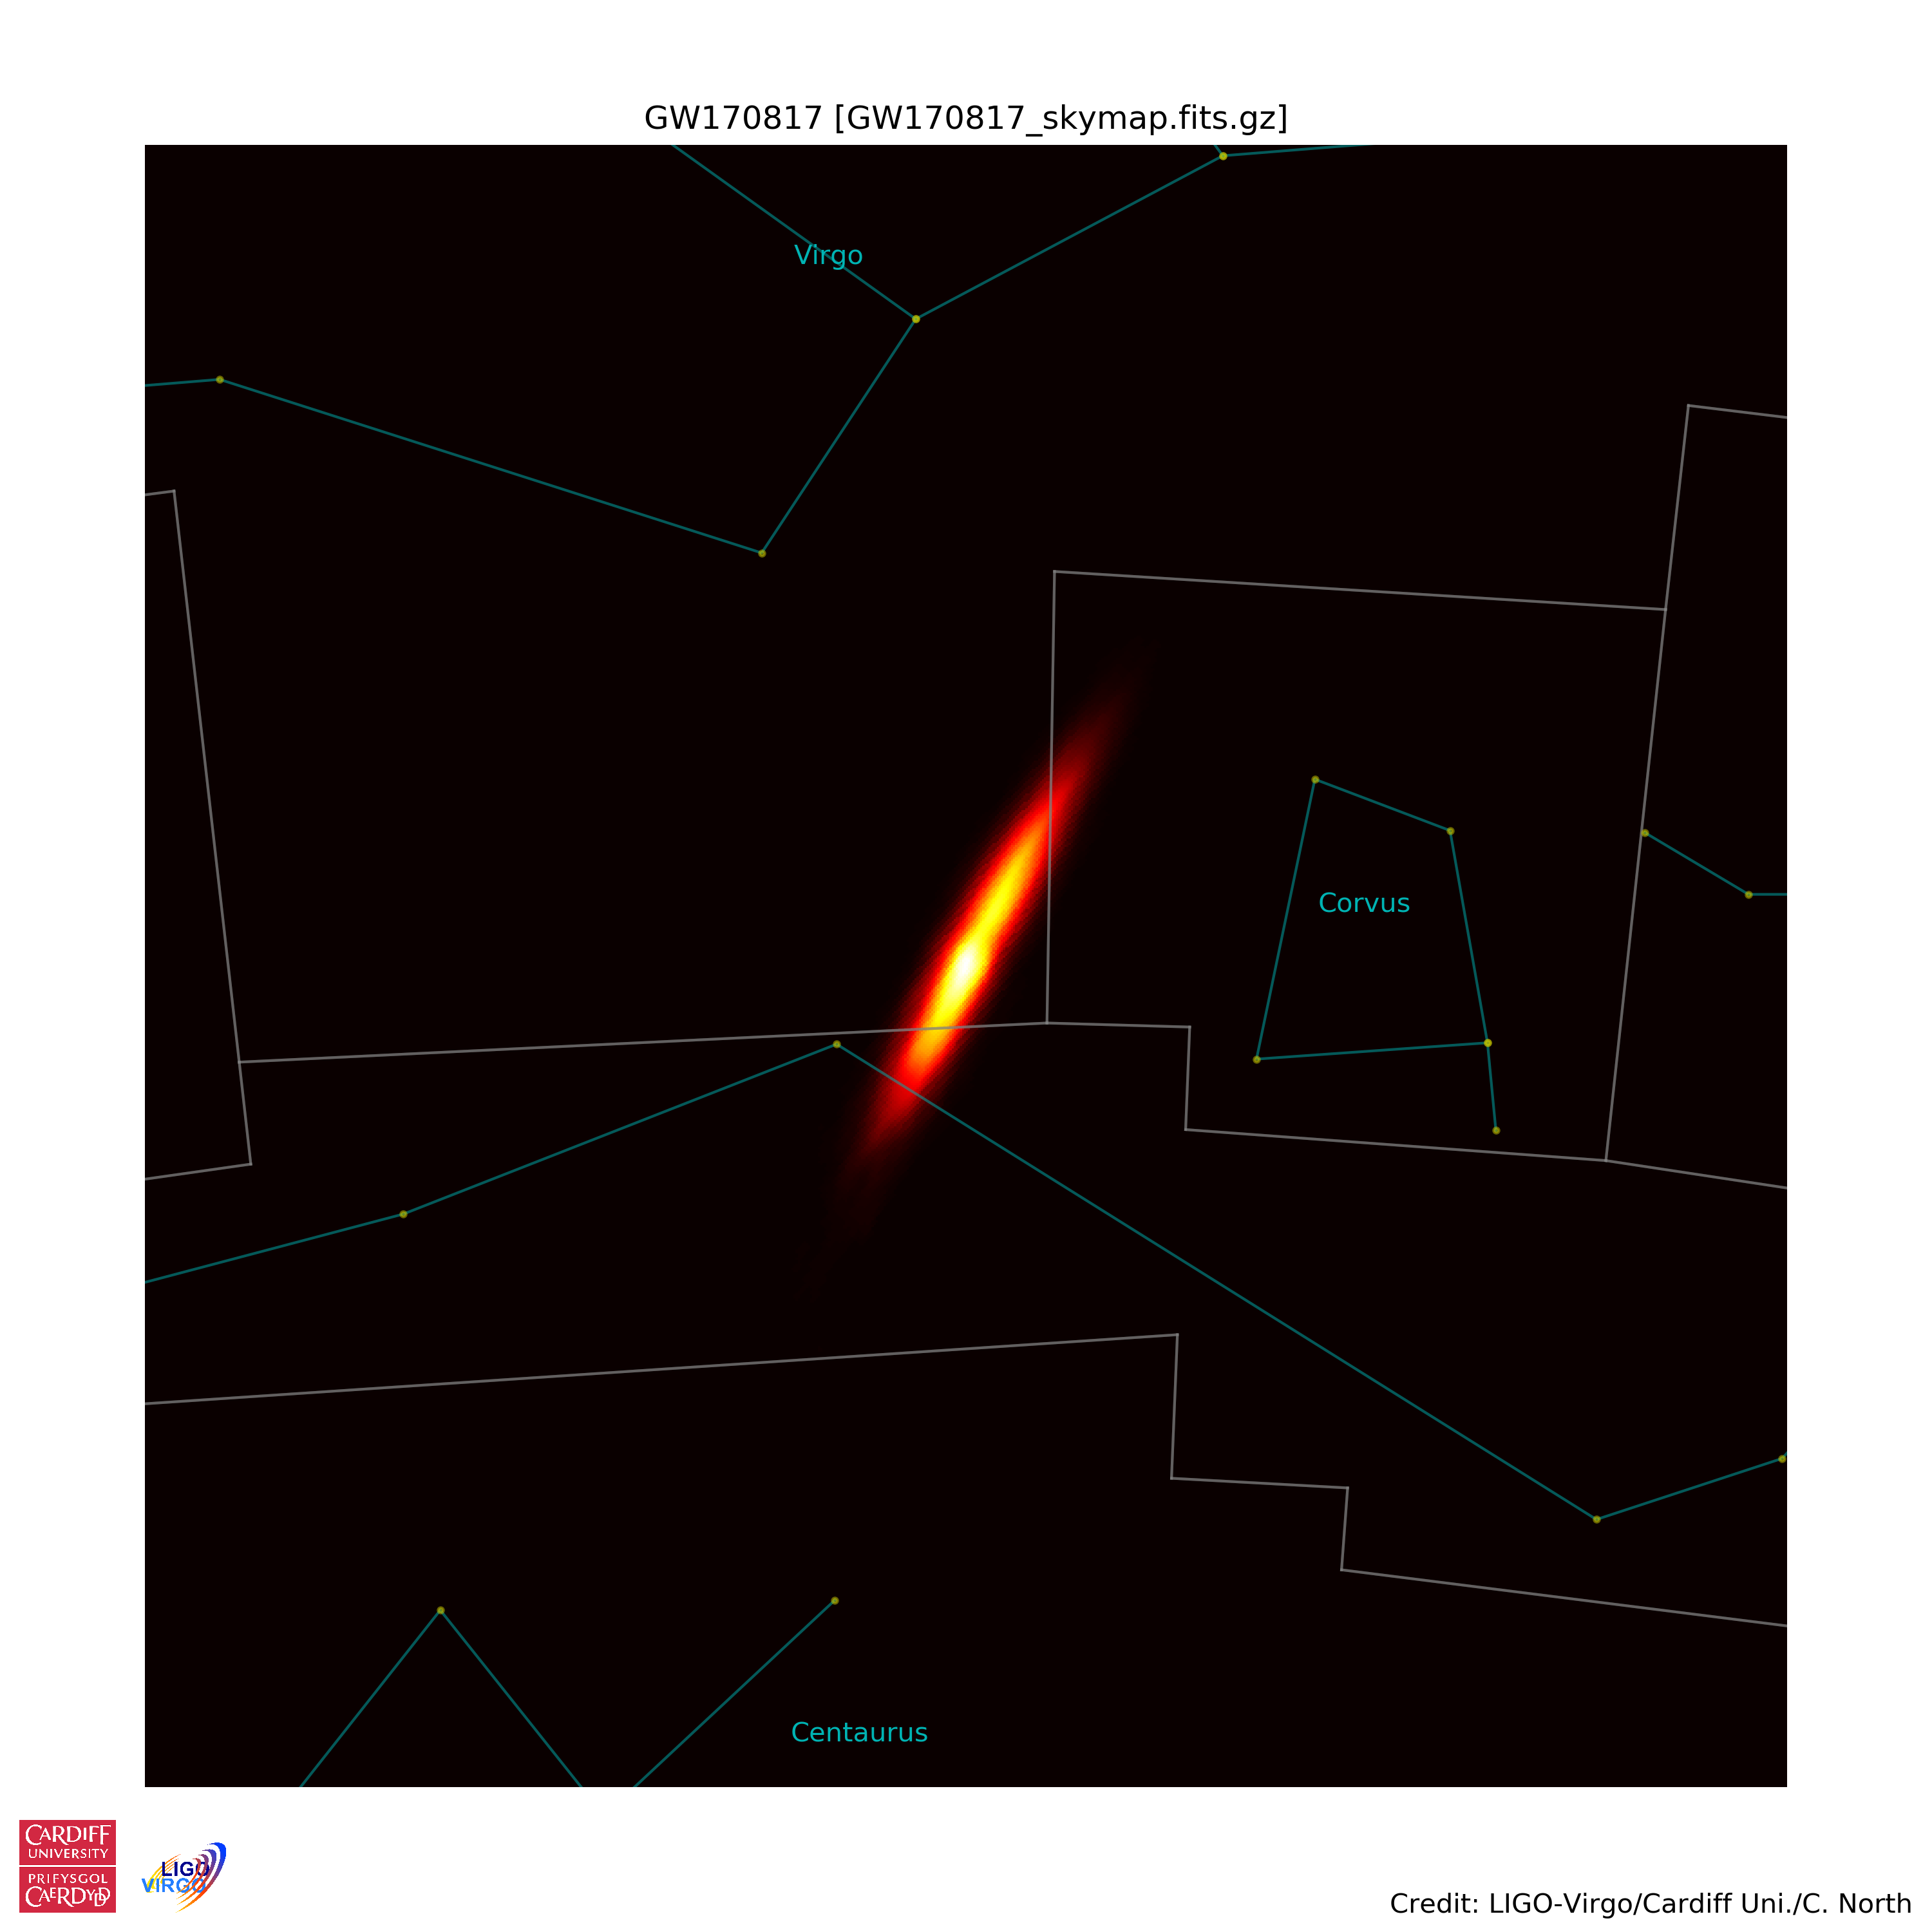 GW170817 [GW170817_skymap.fits.gz]
Virgo
Corvus
Centaurus
CARDIFF
UNIVERSITY
PRIFYSGOL
CAERDYDD
LIGO
VIRGO
Credit: LIGO-Virgo/Cardiff Uni./C. North